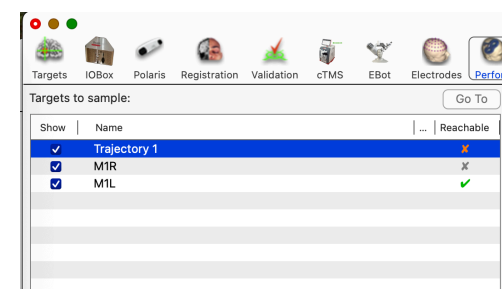 Targets IOBox Polaris Registration Validation cTMS EBot Electrodes Perfor
Targets to sample: Go To
Show Name ... Reachable
Trajectory 1
M1R
M1L